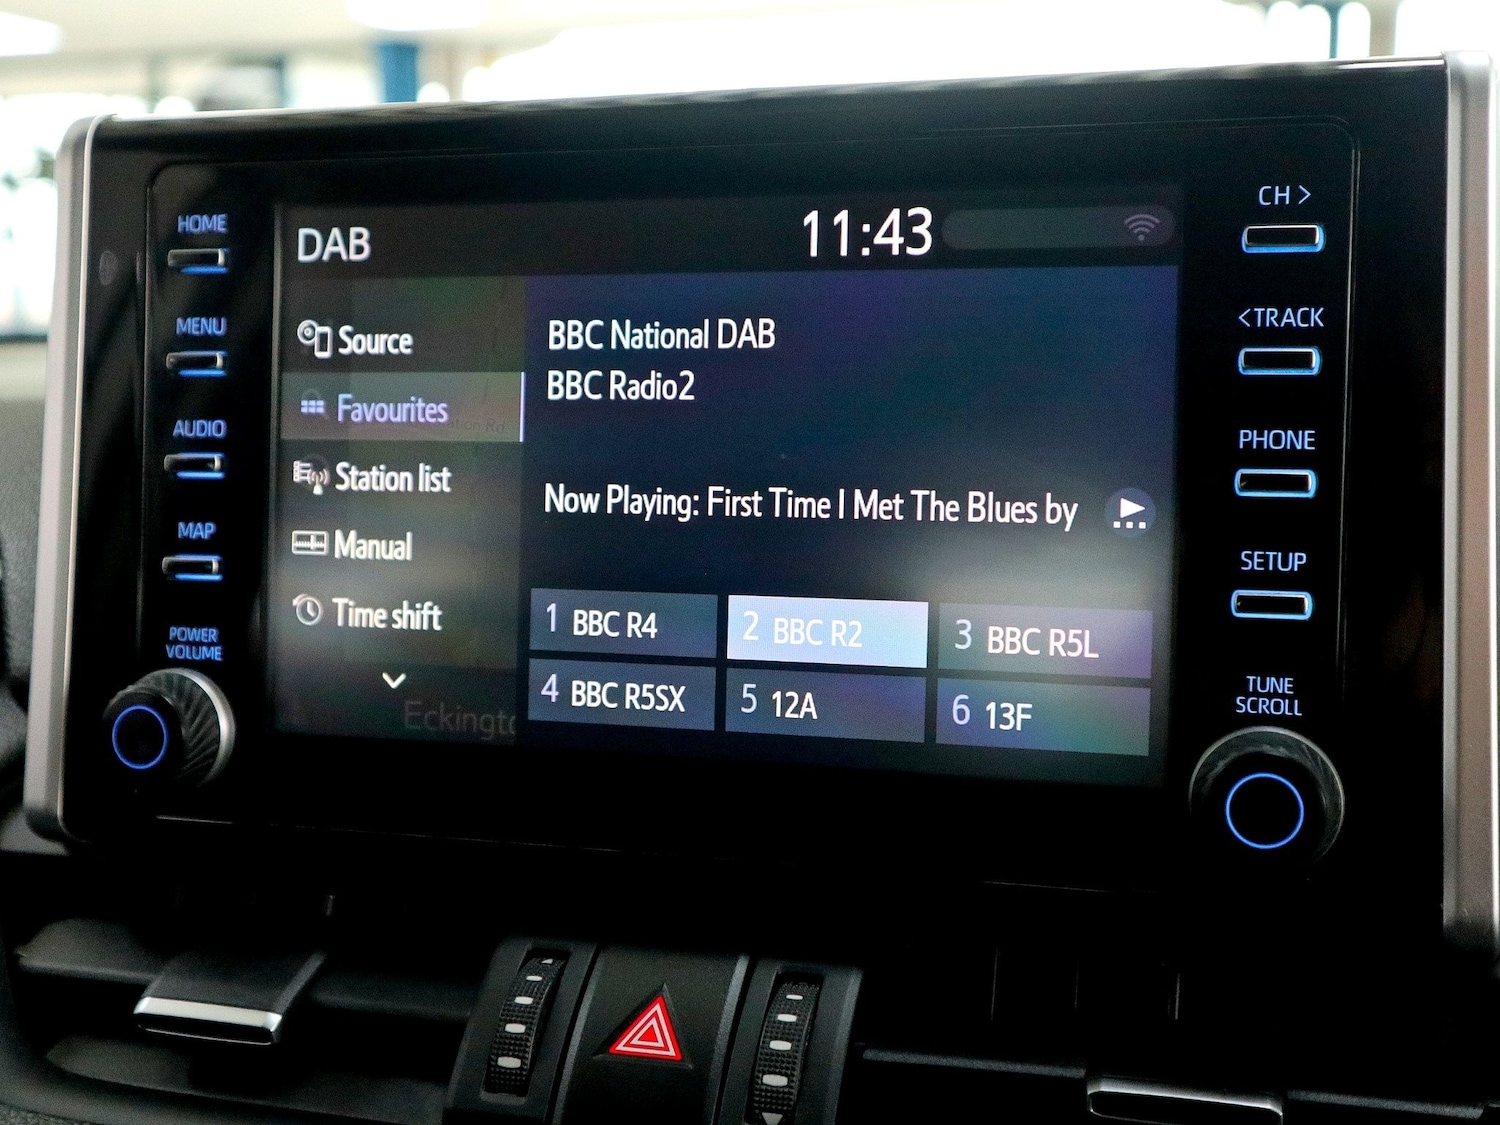 HOME
MENU
AUDIO
MAP
POWER
VOLUME
DAB
11:43
Source
Favourites
Station list
Manual
Time shift
BBC National DAB
BBC Radio2
Now Playing: First Time I Met The Blues by
1 BBC R4
2 BBC R2
3 BBC R5L
4 BBC R5SX
5 12A
6 13F
CH >
< TRACK
PHONE
SETUP
TUNE
SCROLL